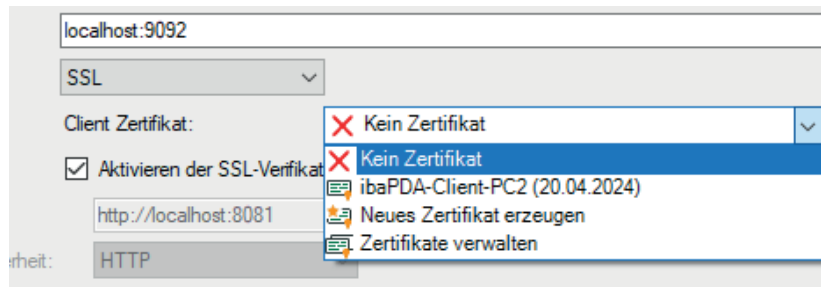 localhost:9092
SSL
Client Zertifikat:
Kein Zertifikat
Kein Zertifikat
Aktivieren der SSL-Verifikat
ibaPDA-Client-PC2 (20.04.2024)
http://localhost:8081
Neues Zertifikat erzeugen
Zertifikate verwalten
erheit:
HTTP